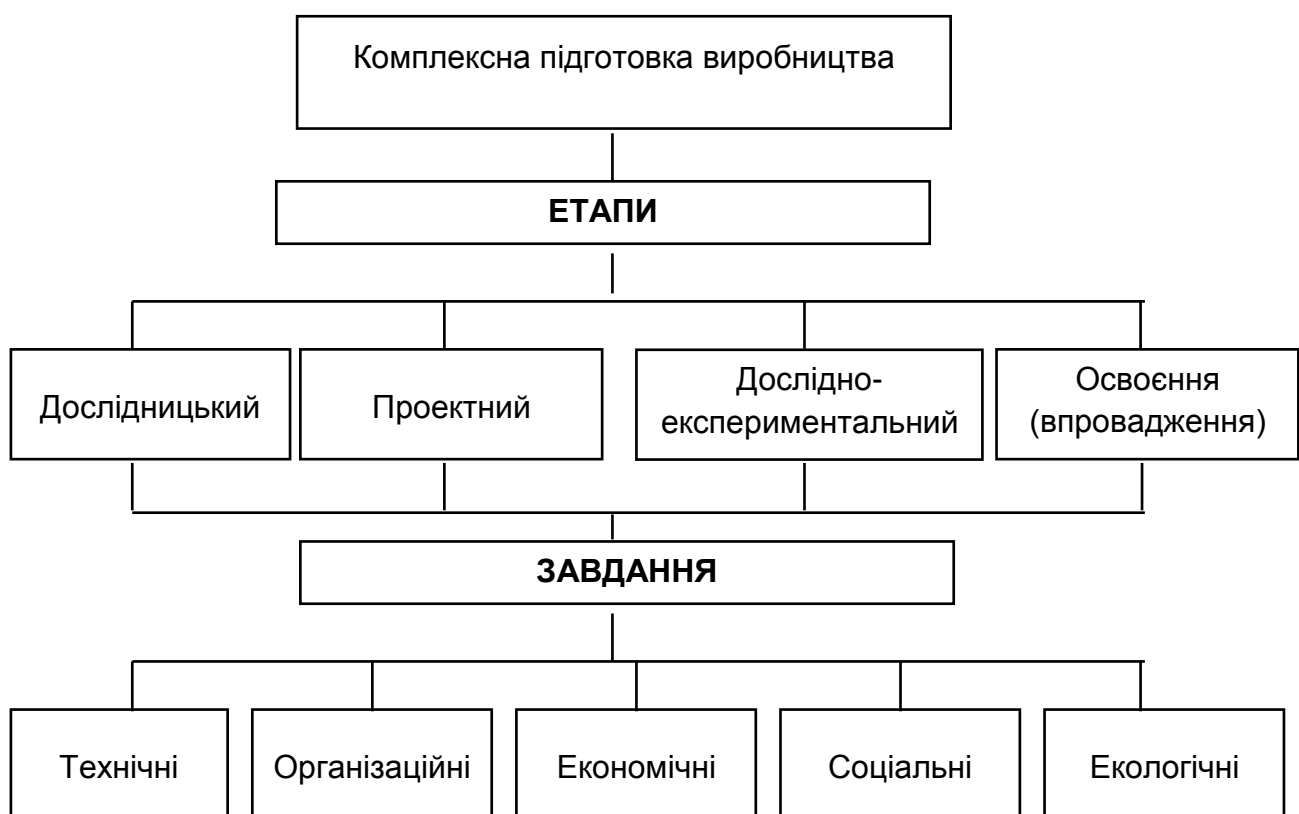 Комплексна підготовка виробництва
ЕТАПИ
Дослідницький
Проектний
Дослідно-
експериментальний
Освоєння
(впровадження)
ЗАВДАННЯ
Технічні
Організаційні
Економічні
Соціальні
Екологічні